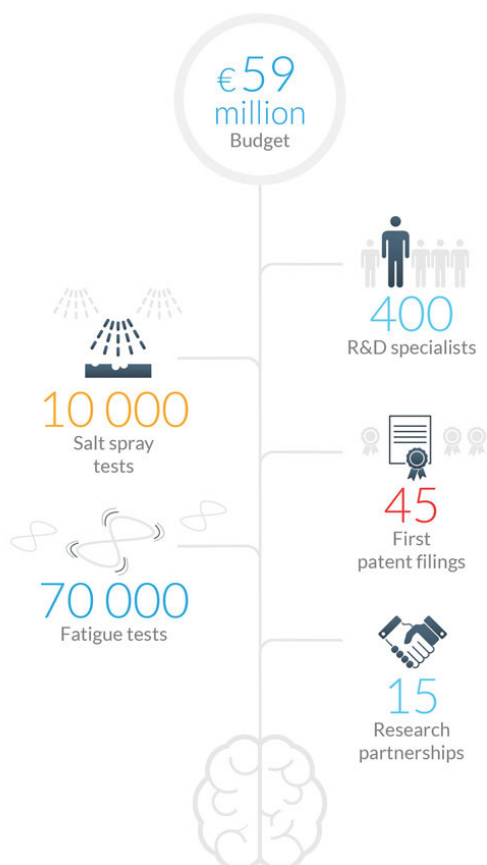 €59
million
Budget
400
R&D specialists
10 000
Salt spray
tests
45
First
patent filings
70 000
Fatigue tests
15
Research
partnerships